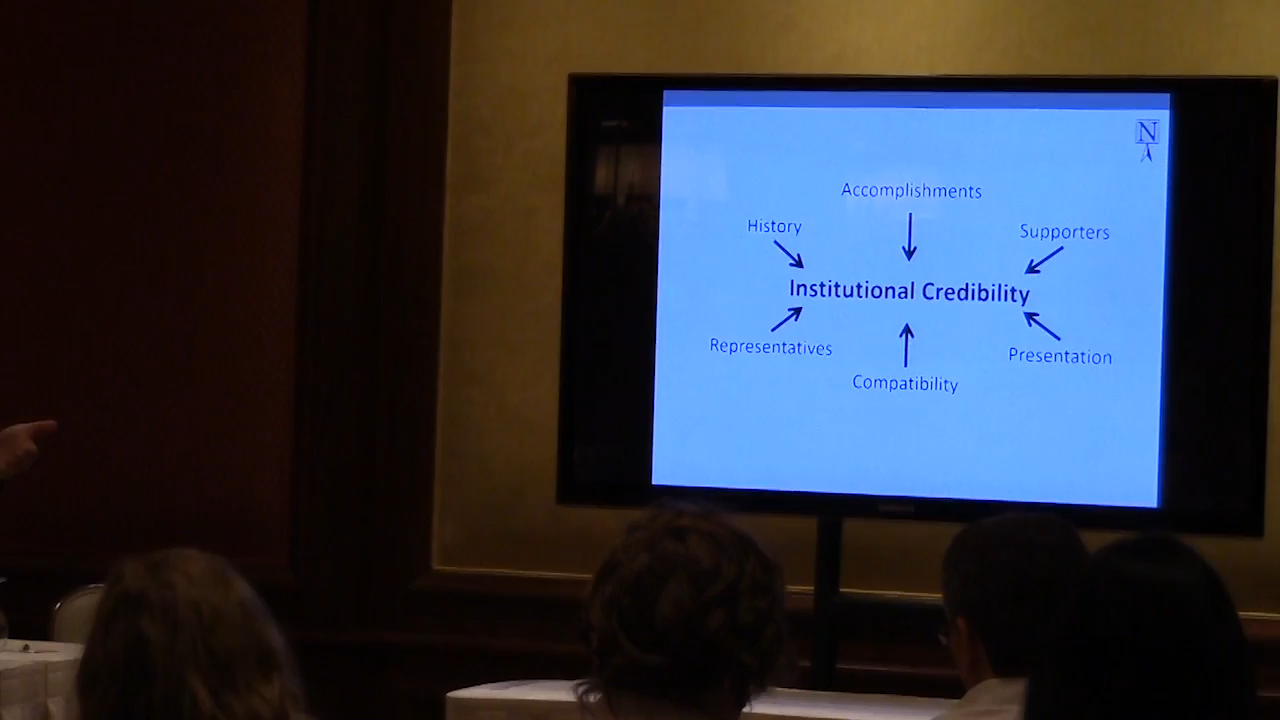 N
Accomplishments
History
Supporters
Institutional Credibility
Representatives
Presentation
Compatibility